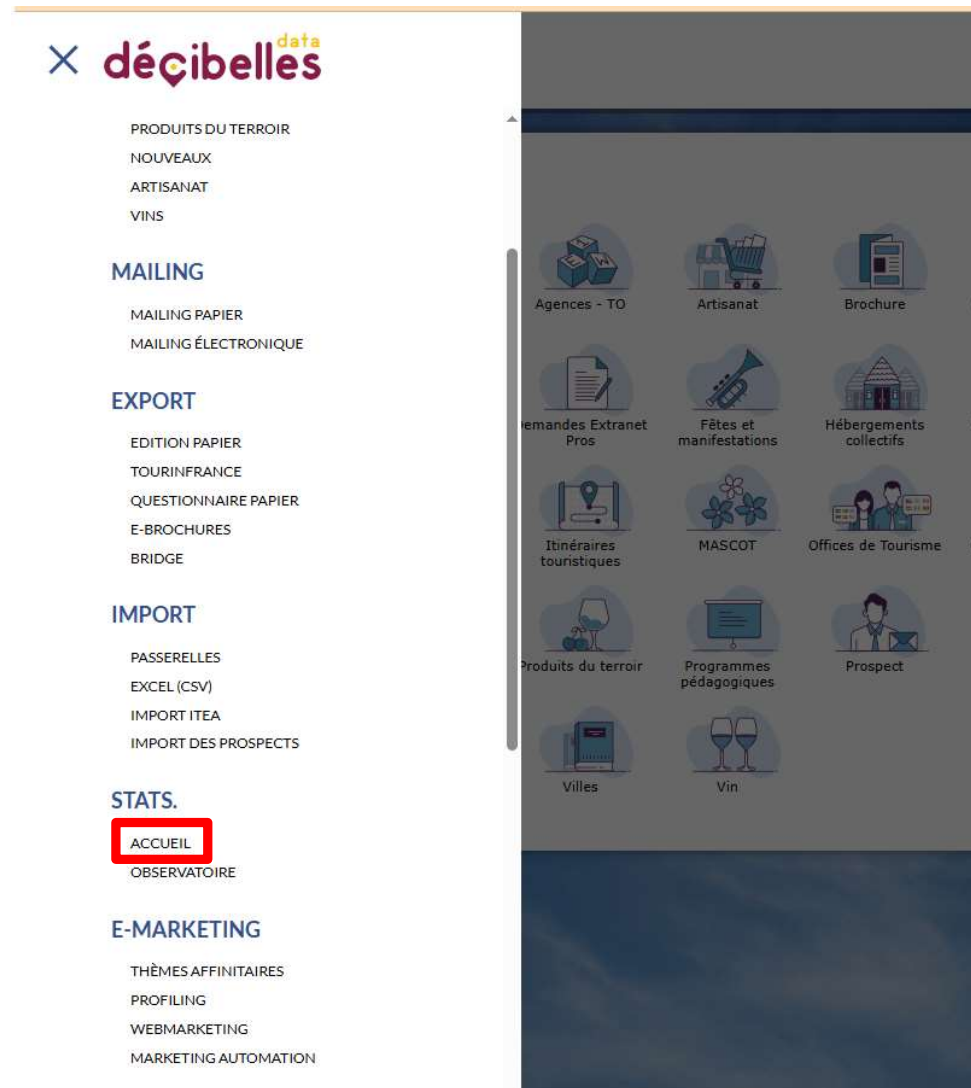 data
décibelles
PRODUITS DU TERROIR
NOUVEAUX
ARTISANAT
VINS
MAILING
MAILING PAPIER
MAILING ÉLECTRONIQUE
EXPORT
EDITION PAPIER
TOURINFRANCE
QUESTIONNAIRE PAPIER
E-BROCHURES
BRIDGE
IMPORT
PASSERELLES
EXCEL (CSV)
IMPORT ITEA
IMPORT DES PROSPECTS
STATS.
ACCUEIL
OBSERVATOIRE
E-MARKETING
THÈMES AFFINITAIRES
PROFILING
WEBMARKETING
MARKETING AUTOMATION
Agences - TO
Artisanat
Brochure
emandes Extranet
Pros
Fêtes et
manifestations
Hébergements
collectifs
Itinéraires
touristiques
MASCOT
Offices de Tourisme
Produits du terroir
Programmes
pédagogiques
Prospect
Villes
Vin